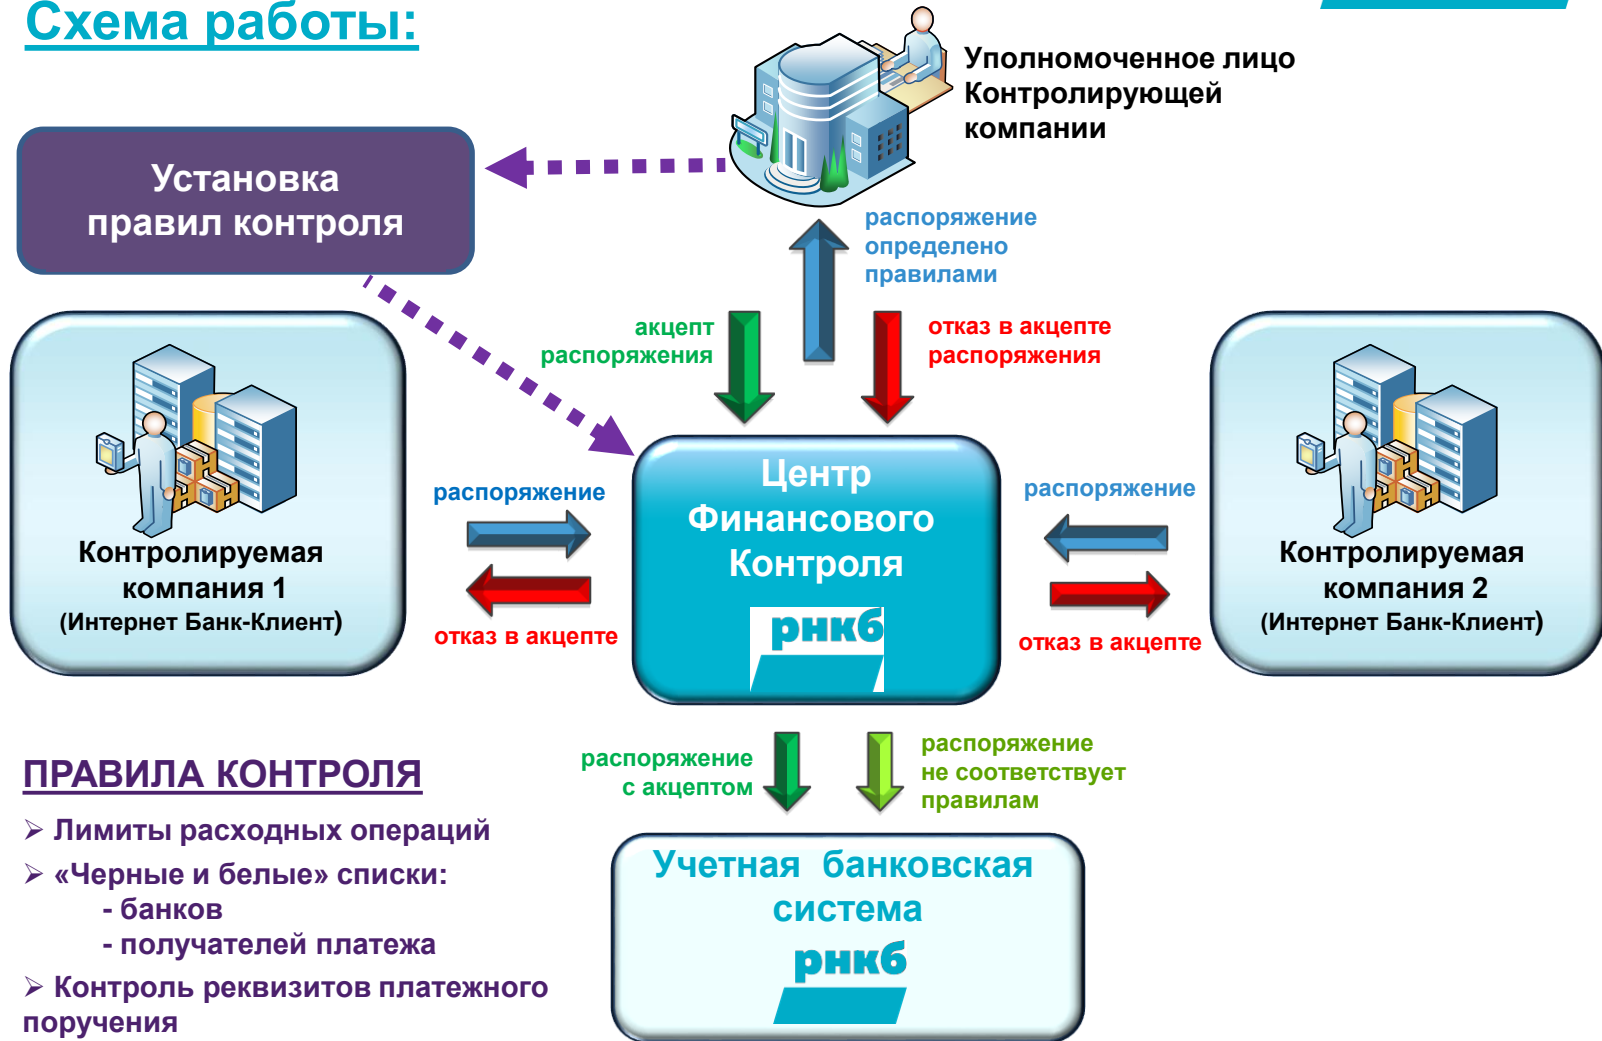 Схема работы:
Уполномоченное лицо
Контролирующей
компании
Установка
правил контроля
распоряжение
определено
правилами
акцепт
распоряжения
отказ в акцепте
распоряжения
Контролируемая
компания 1
(Интернет Банк-Клиент)
распоряжение
отказ в акцепте
Центр
Финансового
Контроля
рнкб
распоряжение
отказ в акцепте
Контролируемая
компания 2
(Интернет Банк-Клиент)
распоряжение
с акцептом
распоряжение
не соответствует
правилам
Учетная банковская
система
рнкб
ПРАВИЛА КОНТРОЛЯ
➢ Лимиты расходных операций
➢ «Черные и белые» списки:
- банков
- получателей платежа
➢ Контроль реквизитов платежного
поручения